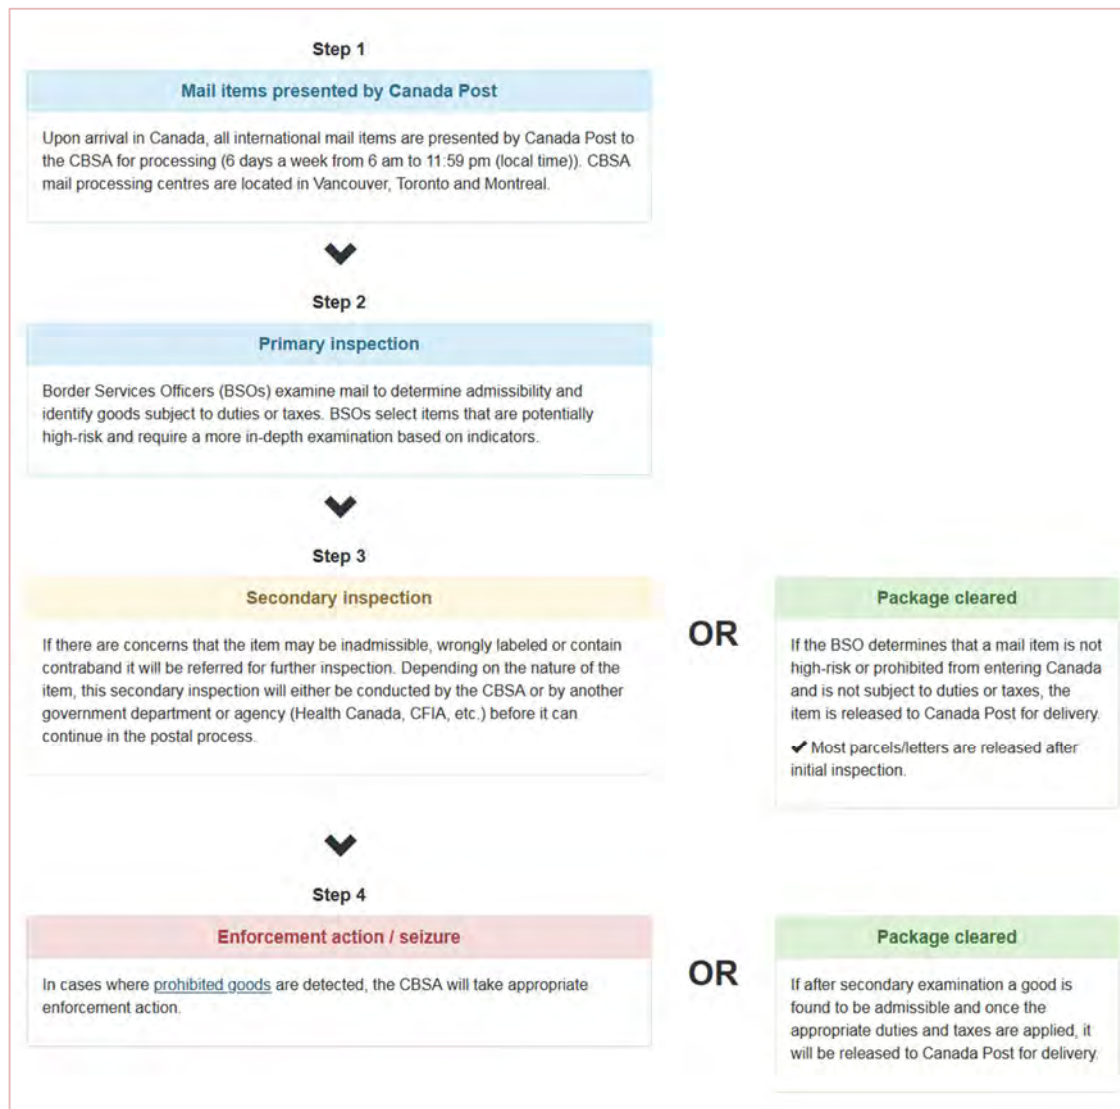 Step 1
Mail items presented by Canada Post
Upon arrival in Canada, all international mail items are presented by Canada Post to
the CBSA for processing (6 days a week from 6 am to 11:59 pm (local time)). CBSA
mail processing centres are located in Vancouver, Toronto and Montreal.
Step 2
Primary inspection
Border Services Officers (BSOs) examine mail to determine admissibility and
identify goods subject to duties or taxes. BSOs select items that are potentially
high-risk and require a more in-depth examination based on indicators.
Step 3
Secondary inspection
If there are concerns that the item may be inadmissible, wrongly labeled or contain
contraband it will be referred for further inspection. Depending on the nature of the
item, this secondary inspection will either be conducted by the CBSA or by another
government department or agency (Health Canada, CFIA, etc.) before it can
continue in the postal process.
OR
Package cleared
If the BSO determines that a mail item is not
high-risk or prohibited from entering Canada
and is not subject to duties or taxes, the
item is released to Canada Post for delivery.
✔ Most parcels/letters are released after
initial inspection.
Step 4
Enforcement action / seizure
In cases where prohibited goods are detected, the CBSA will take appropriate
enforcement action.
OR
Package cleared
If after secondary examination a good is
found to be admissible and once the
appropriate duties and taxes are applied, it
will be released to Canada Post for delivery.